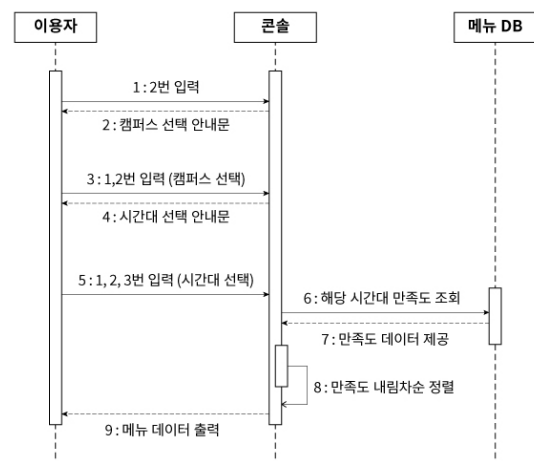 이용자
콘솔
메뉴 DB
1 : 2번 입력
2 : 캠퍼스 선택 안내문
3 : 1,2번 입력 (캠퍼스 선택)
4 : 시간대 선택 안내문
5 : 1, 2, 3번 입력 (시간대 선택)
6 : 해당 시간대 만족도 조회
7 : 만족도 데이터 제공
8 : 만족도 내림차순 정렬
9 : 메뉴 데이터 출력